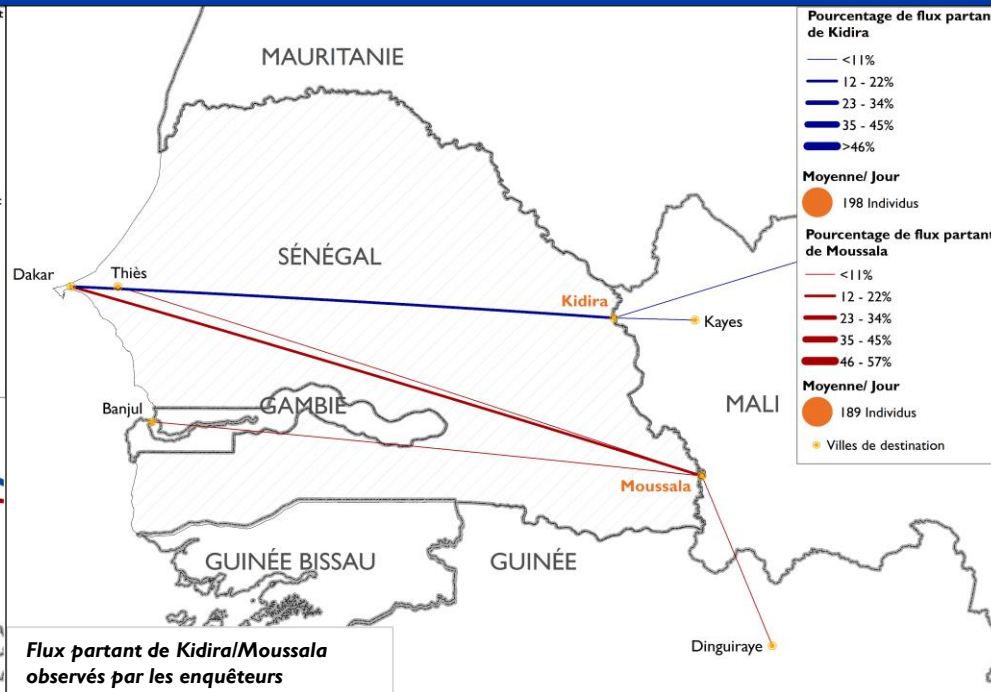 MAURITANIE
SÉNÉGAL
Dakar
Thiès
Kidira
Kayes
Banjul
GAMBIE
MALI
Moussala
GUINÉE BISSAU
GUINÉE
Dinguiraye
Flux partant de Kidira/Moussala
observés par les enquêteurs
Pourcentage de flux partant
de Kidira
<11%
12 - 22%
23 - 34%
35 - 45%
>46%
Moyenne/ Jour
198 Individus
Pourcentage de flux partant
de Moussala
<11%
12 - 22%
23 - 34%
35 - 45%
46 - 57%
Moyenne/ Jour
189 Individus
Villes de destination